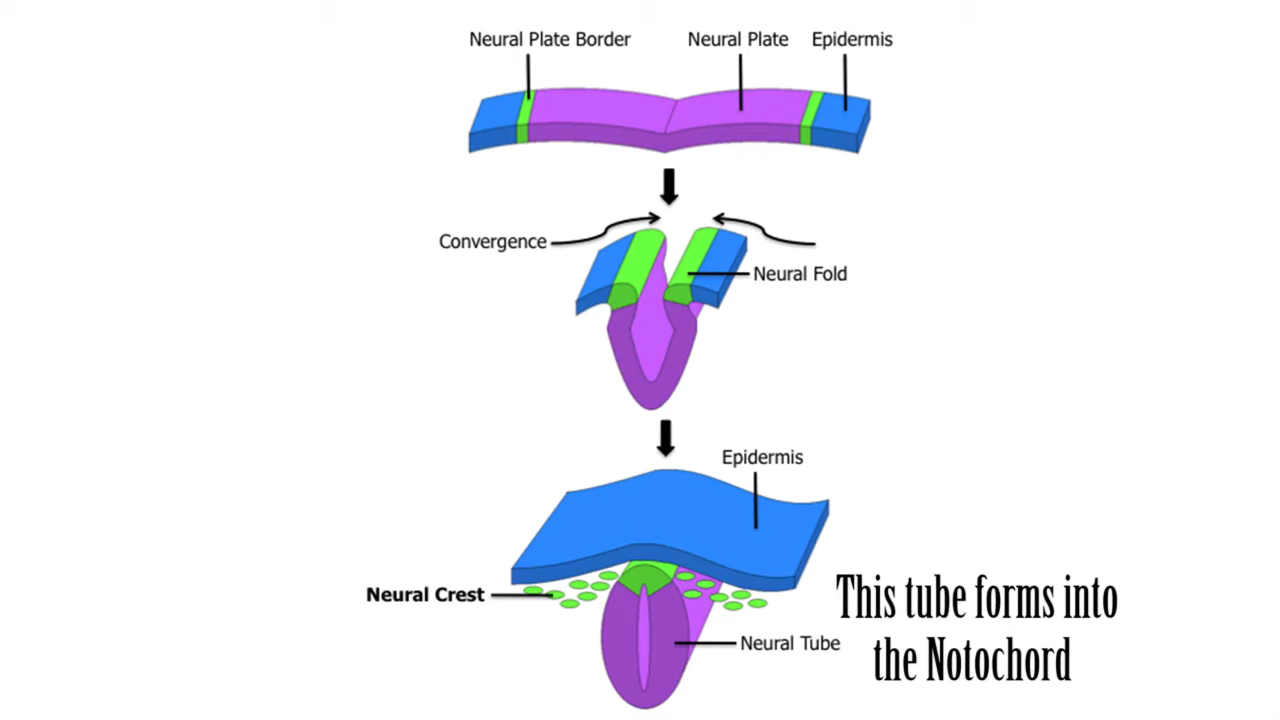 Neural Plate Border
Neural Plate
Epidermis
Convergence
Neural Fold
Epidermis
Neural Crest
Neural Tube
This tube forms into
the Notochord